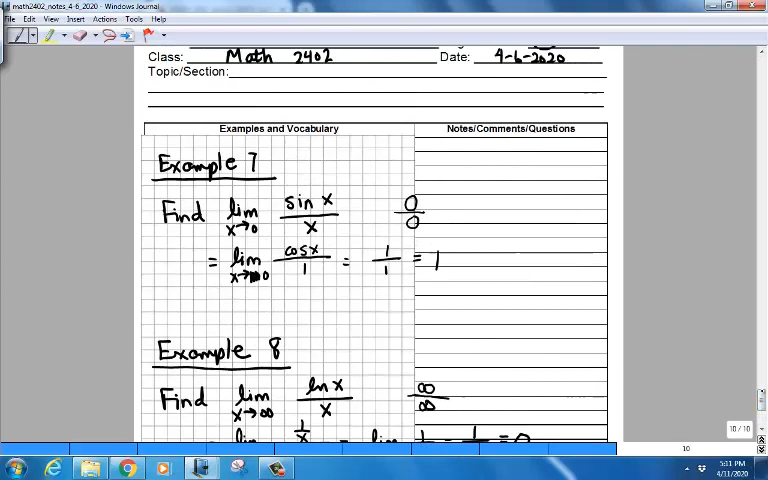 math2402_notes_4-6_2020 - Windows Journal
File Edit View Insert Actions Tools Help
Class: Math 2402 Date: 4-6-2020
Topic/Section:
Examples and Vocabulary Notes/Comments/Questions
Example 7
Find lim x→0 sin x / x 0/0
= lim x→0 cosx / 1 = 1/1 = 1
Example 8
Find lim x→∞ ln x / x ∞/∞
10 / 10
10
5:11 PM
4/11/2020